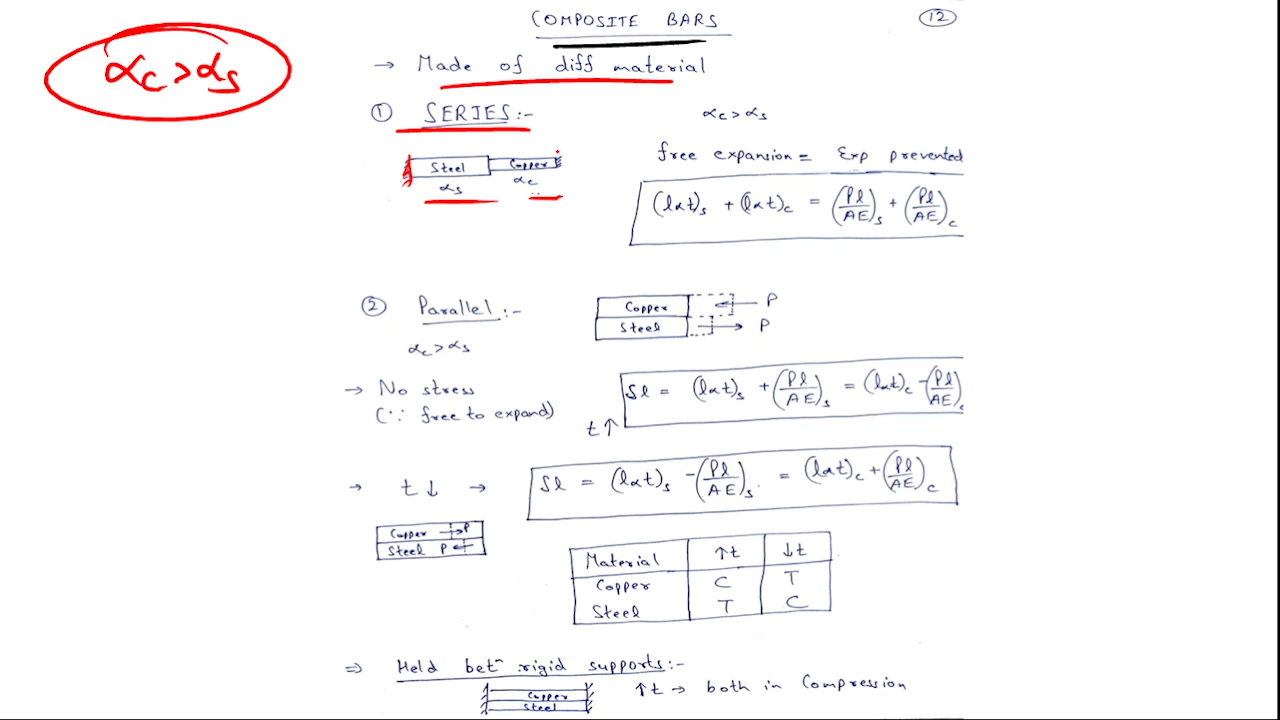 COMPOSITE BARS
12
αc > αs
→ Made of diff material
① SERIES :-
αc > αs
Steel Copper
αs αc
free expansion = Exp prevented
(lαt)s + (lαt)c = (Pl/AE)s + (Pl/AE)c
② Parallel :-
αc > αs
Copper ← P
Steel → P
→ No stress
(∵ free to expand)
t↑
Sl = (lαt)s + (Pl/AE)s = (lαt)c - (Pl/AE)c
→ t↓ →
Sl = (lαt)s - (Pl/AE)s = (lαt)c + (Pl/AE)c
Copper → P
Steel P ←
Material ↑t ↓t
Copper C T
Steel T C
⇒ Held betn rigid supports :-
Copper
Steel
↑t → both in Compression